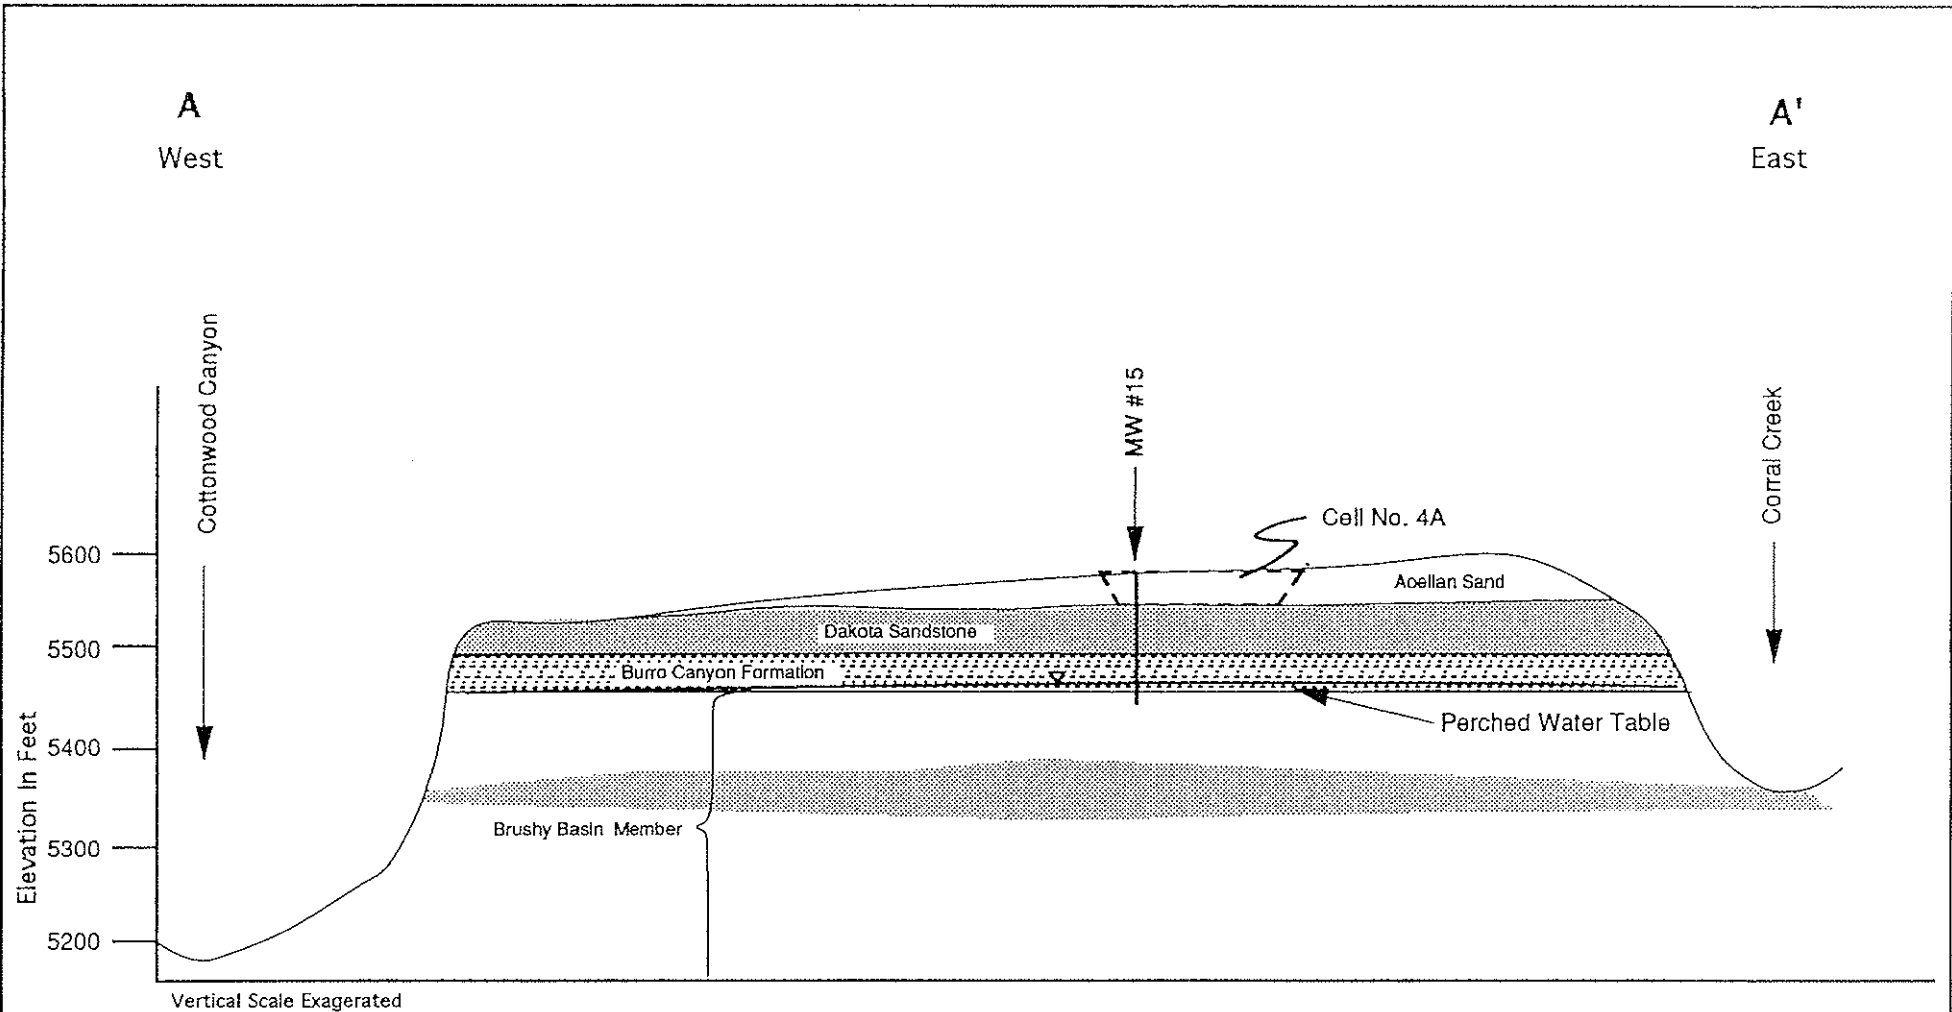 A
A'
West
East
Cottonwood Canyon
MW #15
Corral Creek
Cell No. 4A
5600
Aoellan Sand
Dakota Sandstone
5500
Burro Canyon Formation
Perched Water Table
5400
Elevation In Feet
Brushy Basin Member
5300
5200
Vertical Scale Exagerated